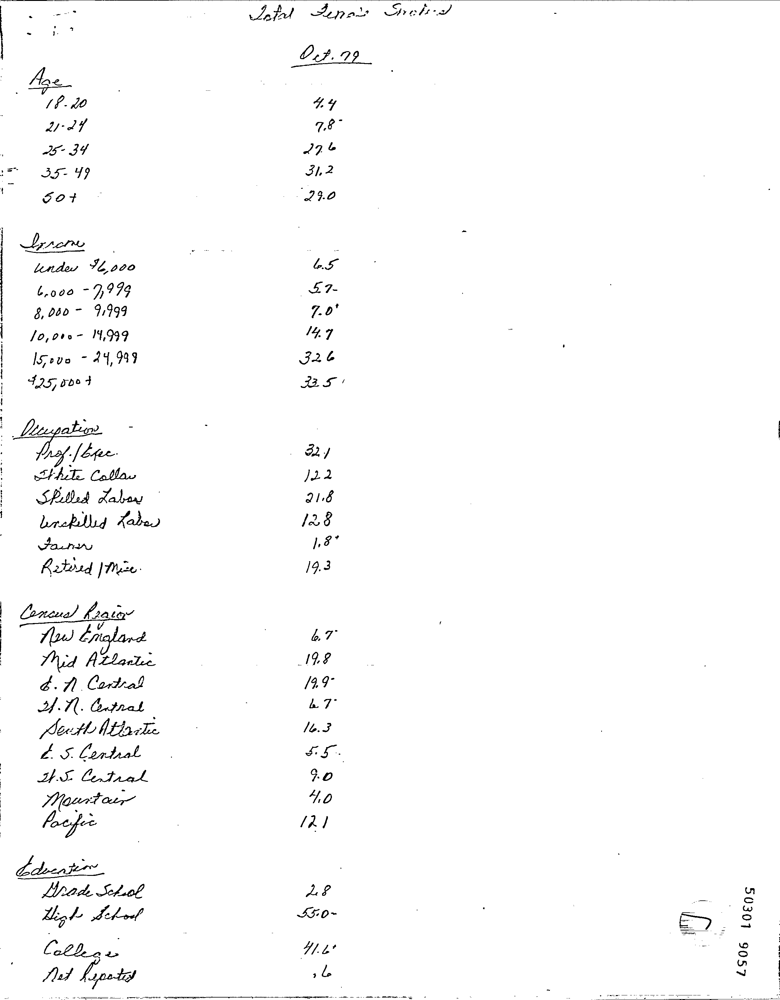 Total
Oct. 79
Age
18-20 4.4
21-24 7.8
25-34 27.6
35-49 31.2
50+ 29.0
Income
Under $6,000 6.5
6,000 - 7,999 5.7
8,000 - 9,999 7.0
10,000 - 14,999 14.7
15,000 - 24,999 32.6
$25,000+ 33.5
Occupation
Prof./Exec. 32.1
White Collar 12.2
Skilled Labor 21.8
Unskilled Labor 12.8
Farmer 1.8
Retired/Misc. 19.3
Census Region
New England 6.7
Mid Atlantic 19.8
E. N. Central 19.9
W. N. Central 6.7
South Atlantic 16.3
E. S. Central 5.5
W. S. Central 9.0
Mountain 4.0
Pacific 12.1
Education
Grade School 2.8
High School 55.0
College 41.6
Not Reported .6
50301 9057